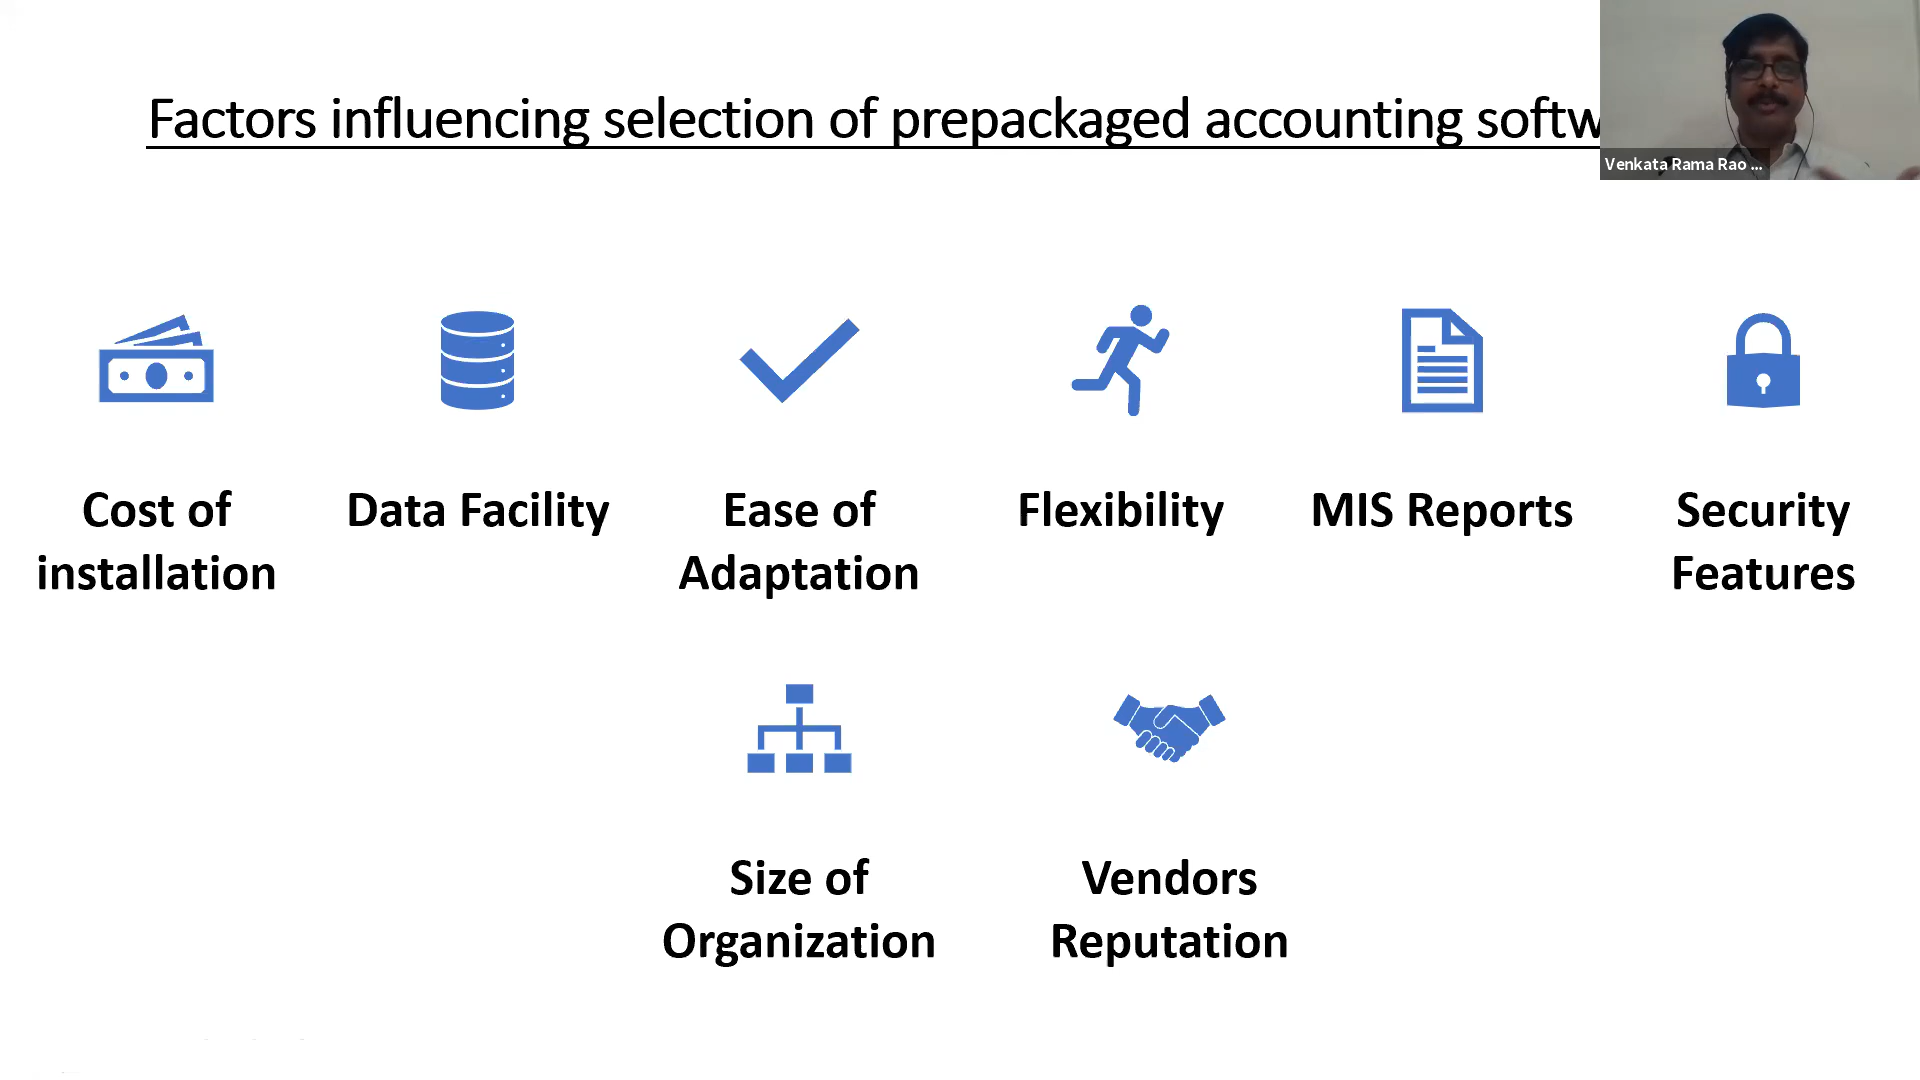 Factors influencing selection of prepackaged accounting
Venkata Rama Rao ...
Cost of
installation
Data Facility
Ease of
Adaptation
Flexibility
MIS Reports
Security
Features
Size of
Organization
Vendors
Reputation